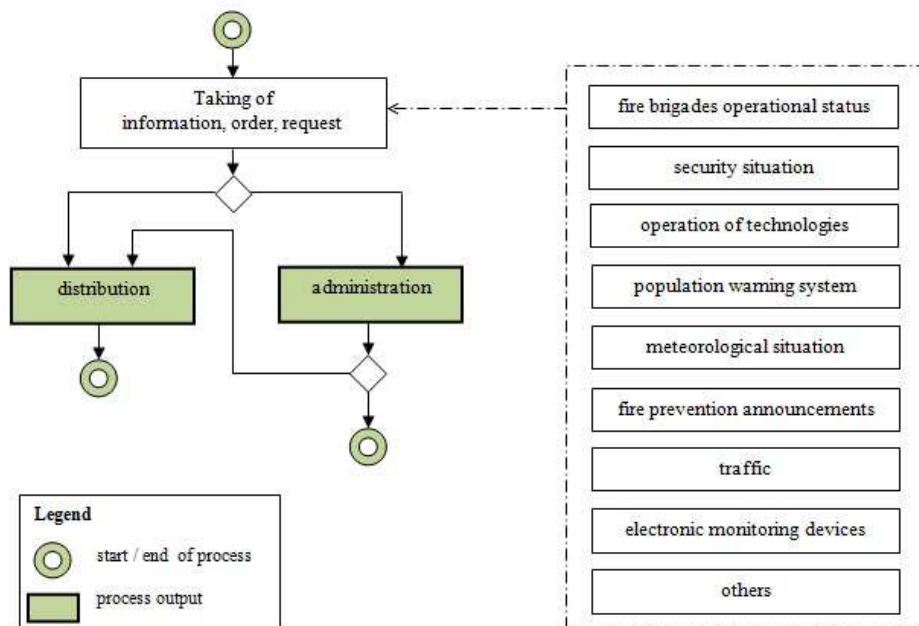 Taking of
information, order, request
distribution
administration
Legend
start / end of process
process output
fire brigades operational status
security situation
operation of technologies
population warning system
meteorological situation
fire prevention announcements
traffic
electronic monitoring devices
others